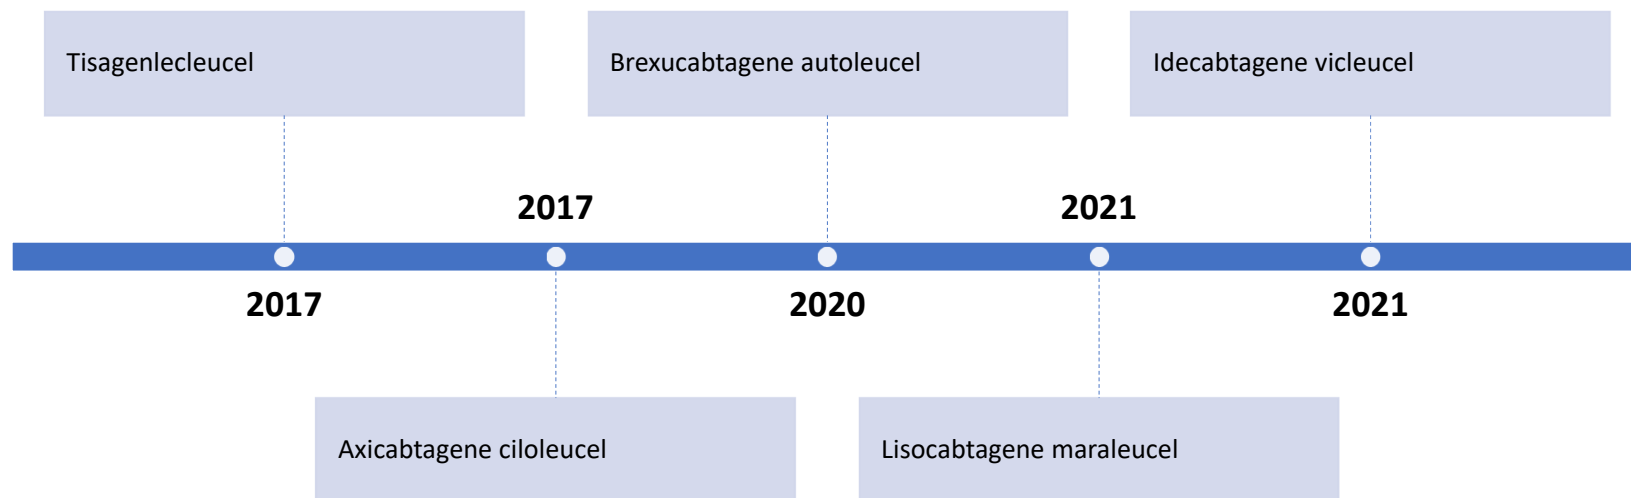 Tisagenlecleucel
Brexucabtagene autoleucel
Idecabtagene vicleucel
2017
2021
2017
2020
2021
Axicabtagene ciloleucel
Lisocabtagene maraleucel